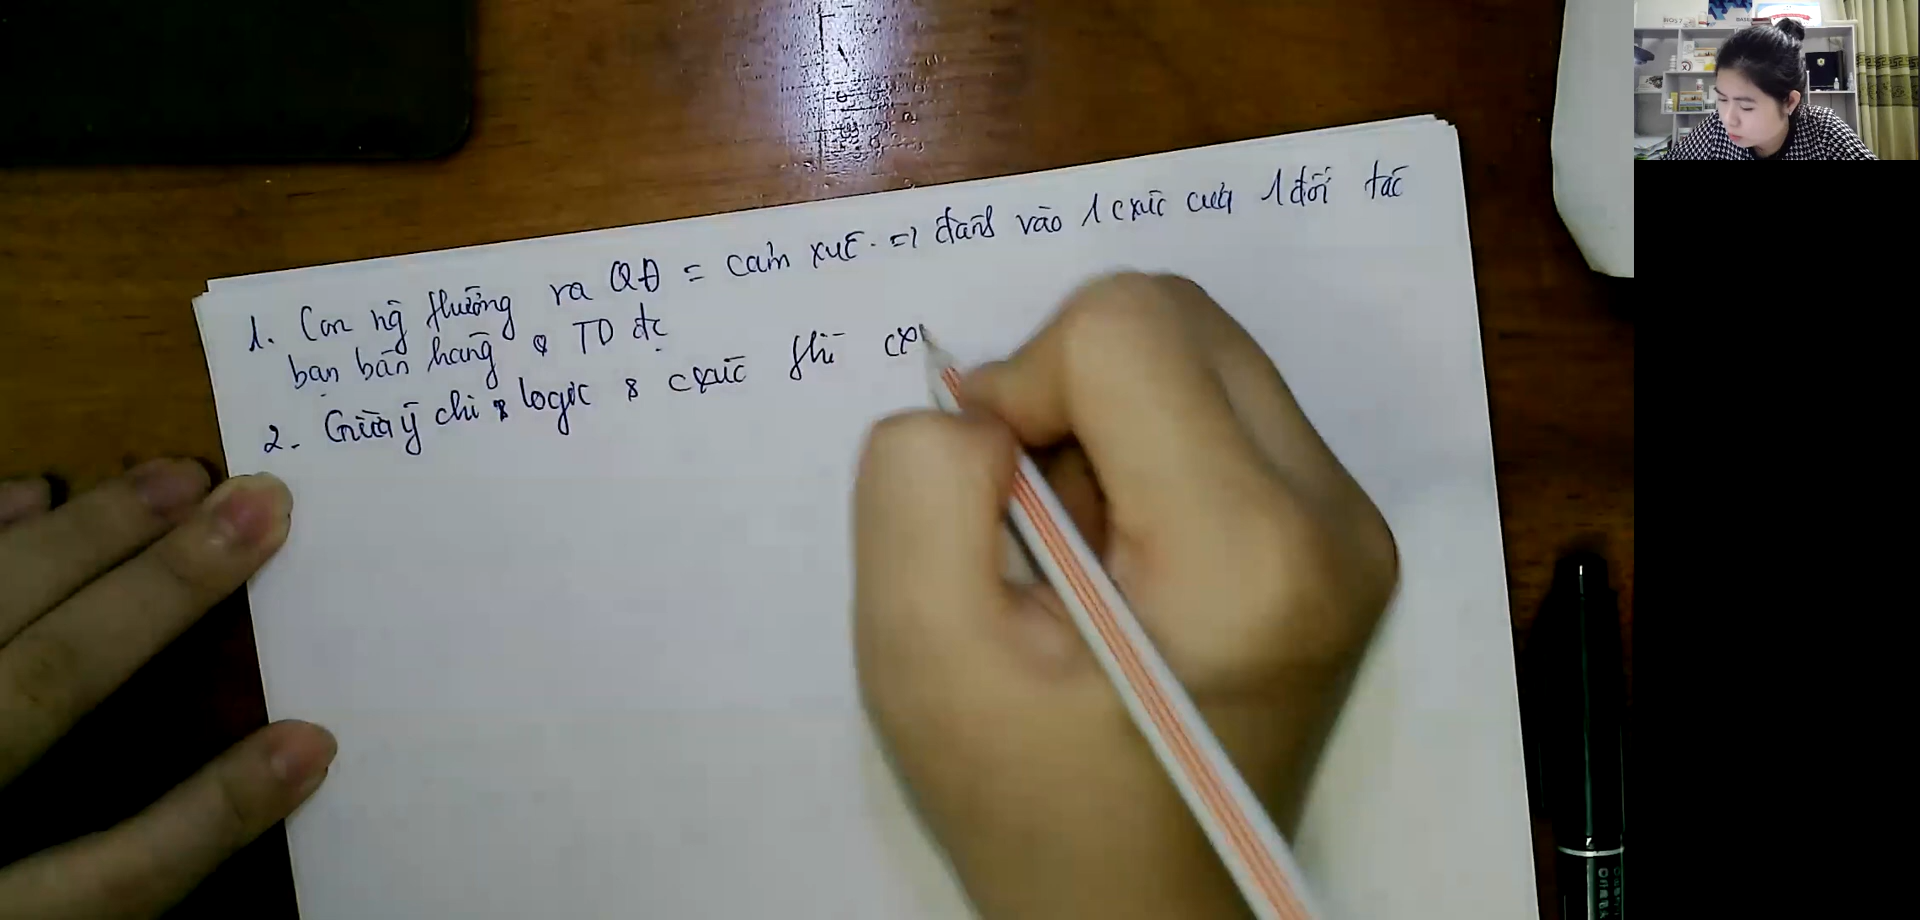 1. Con ng̀ thường ra QĐ = cảm xúc. => đánh vào 1 cxúc của 1 đối tác
bạn bán hàng & TD đc
2. Giữa ý chí & logic & cxúc thì cx